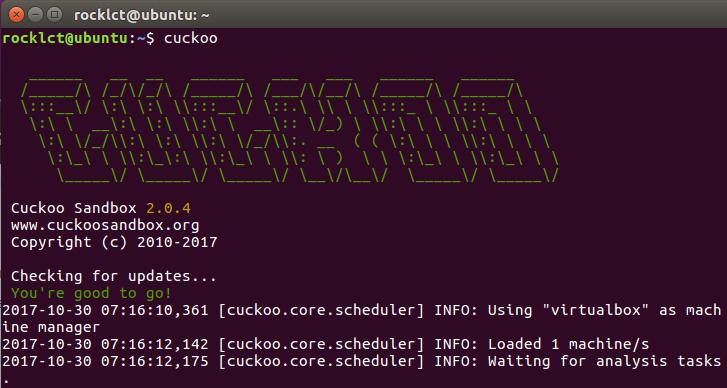 rocklct@ubuntu: ~
rocklct@ubuntu:~$ cuckoo
Cuckoo Sandbox 2.0.4
www.cuckoosandbox.org
Copyright (c) 2010-2017
Checking for updates...
You're good to go!
2017-10-30 07:16:10,361 [cuckoo.core.scheduler] INFO: Using "virtualbox" as mach
ine manager
2017-10-30 07:16:12,142 [cuckoo.core.scheduler] INFO: Loaded 1 machine/s
2017-10-30 07:16:12,175 [cuckoo.core.scheduler] INFO: Waiting for analysis tasks
.